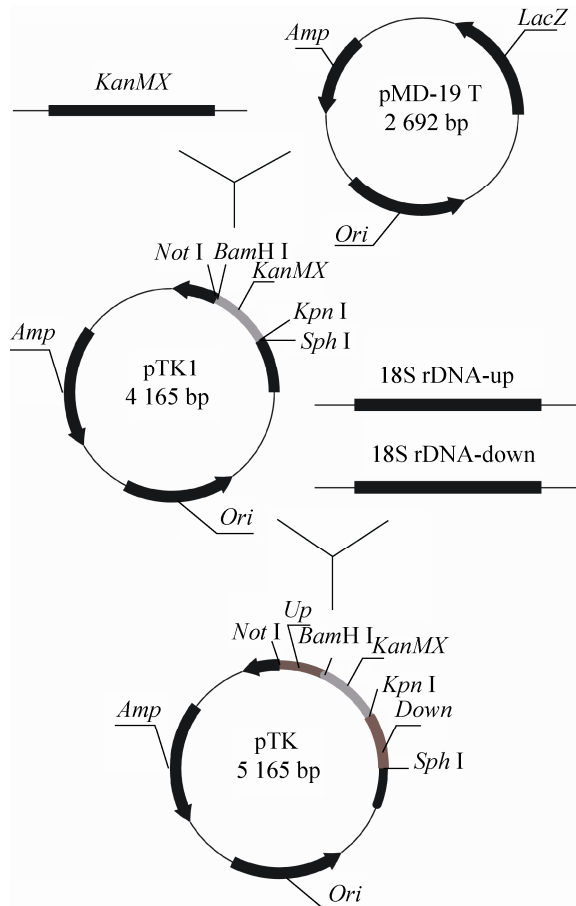 LacZ
Amp
KanMX
pMD-19 T
2 692 bp
Ori
Not I
BamH I
KanMX
Kpn I
Sph I
Amp
pTK1
4 165 bp
18S rDNA-up
18S rDNA-down
Ori
Up
Not I
BamH I
KanMX
Kpn I
Amp
Down
pTK
5 165 bp
Sph I
Ori